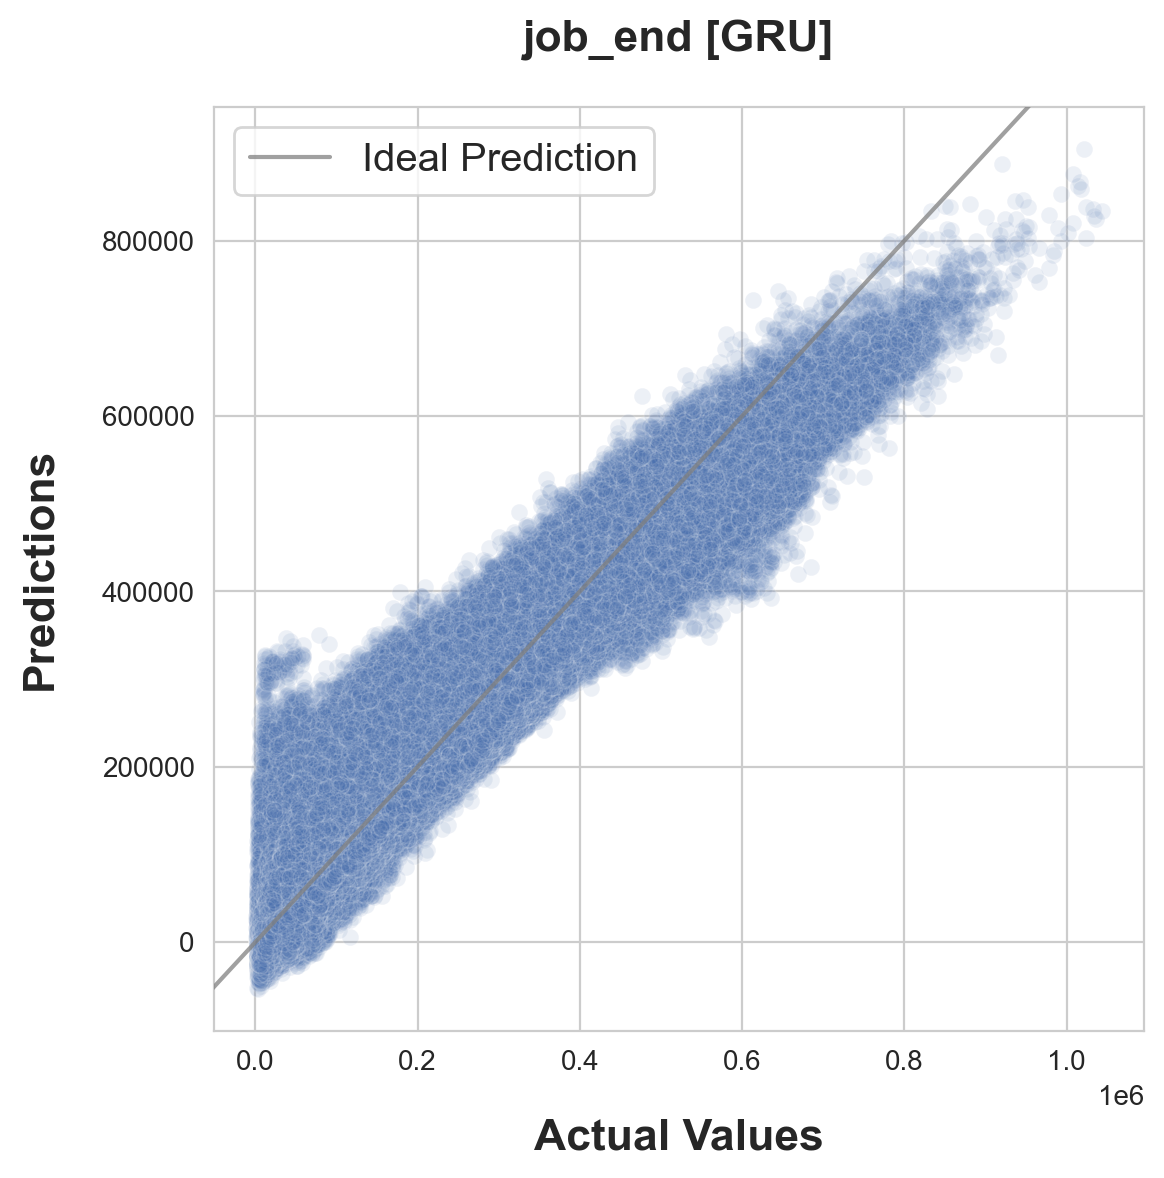 job_end [GRU]
Ideal Prediction
800000
600000
400000
200000
0
Predictions
0.0 0.2 0.4 0.6 0.8 1.0
1e6
Actual Values